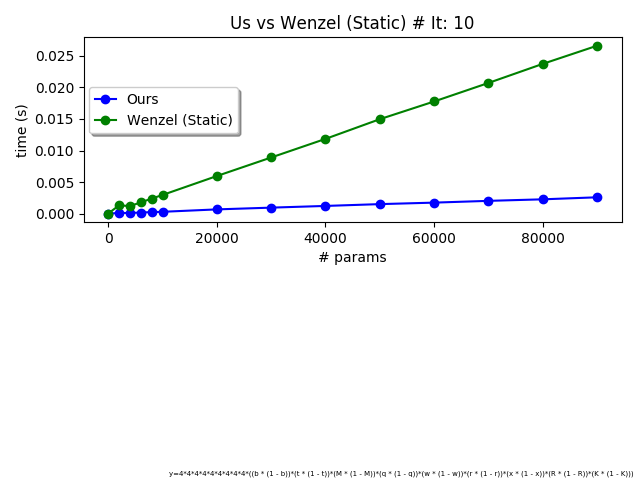 Us vs Wenzel (Static) # It: 10
time (s)
0.025
0.020
0.015
0.010
0.005
0.000
Ours
Wenzel (Static)
0 20000 40000 60000 80000
# params
y=4*4*4*4*4*4*4*4*4*((b * (1 - b))*(t * (1 - t))*(M * (1 - M))*(q * (1 - q))*(w * (1 - w))*(r * (1 - r))*(x * (1 - x))*(R * (1 - R))*(K * (1 - K)))